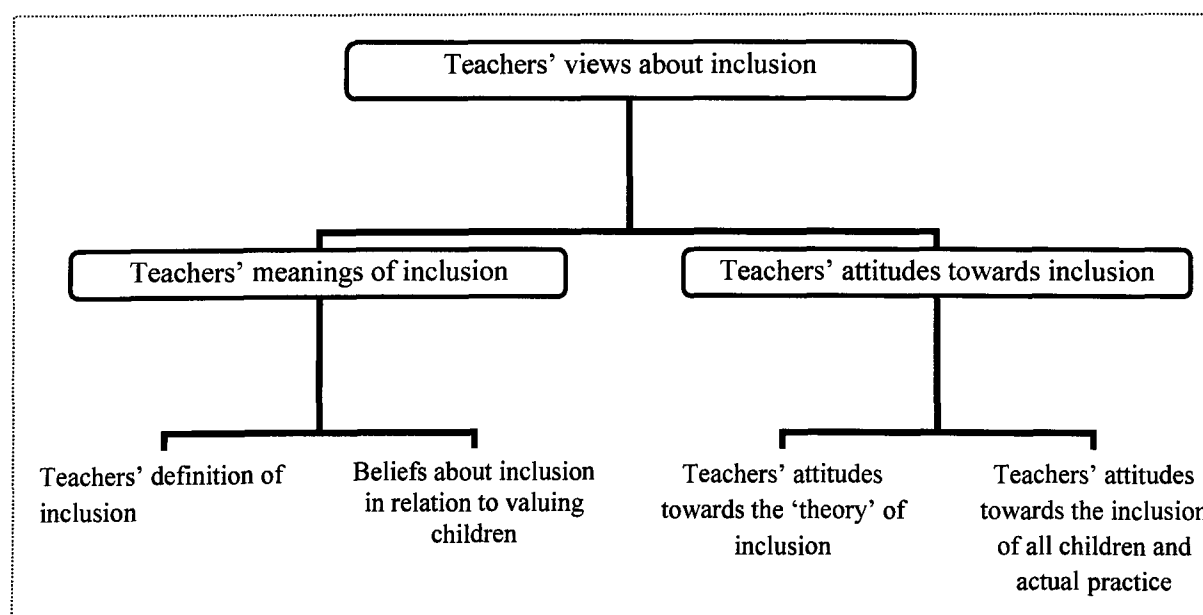 Teachers’ views about inclusion
Teachers’ meanings of inclusion
Teachers’ attitudes towards inclusion
Teachers’ definition of
inclusion
Beliefs about inclusion
in relation to valuing
children
Teachers’ attitudes
towards the ‘theory’ of
inclusion
Teachers’ attitudes
towards the inclusion
of all children and
actual practice